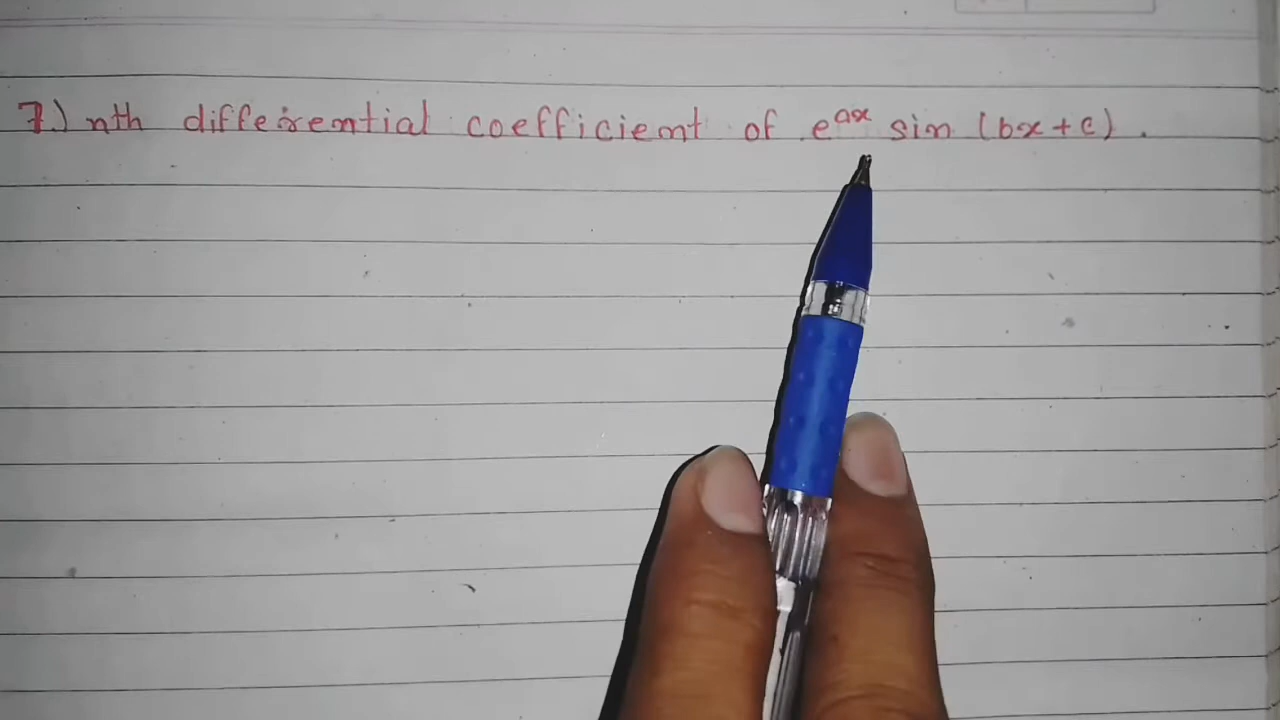 7.) nth differential coefficient of e^ax sin (bx + c) .